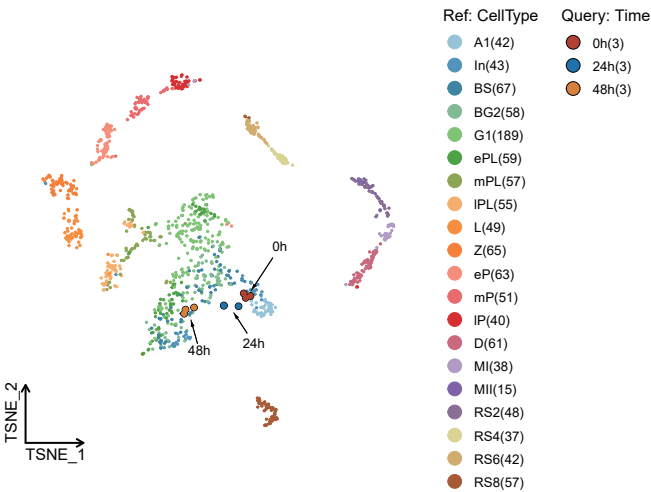 Ref: CellType
A1(42)
In(43)
BS(67)
BG2(58)
G1(189)
ePL(59)
mPL(57)
lPL(55)
L(49)
Z(65)
eP(63)
mP(51)
lP(40)
D(61)
MI(38)
MII(15)
RS2(48)
RS4(37)
RS6(42)
RS8(57)
Query: Time
0h(3)
24h(3)
48h(3)
0h
24h
48h
TSNE_2
TSNE_1